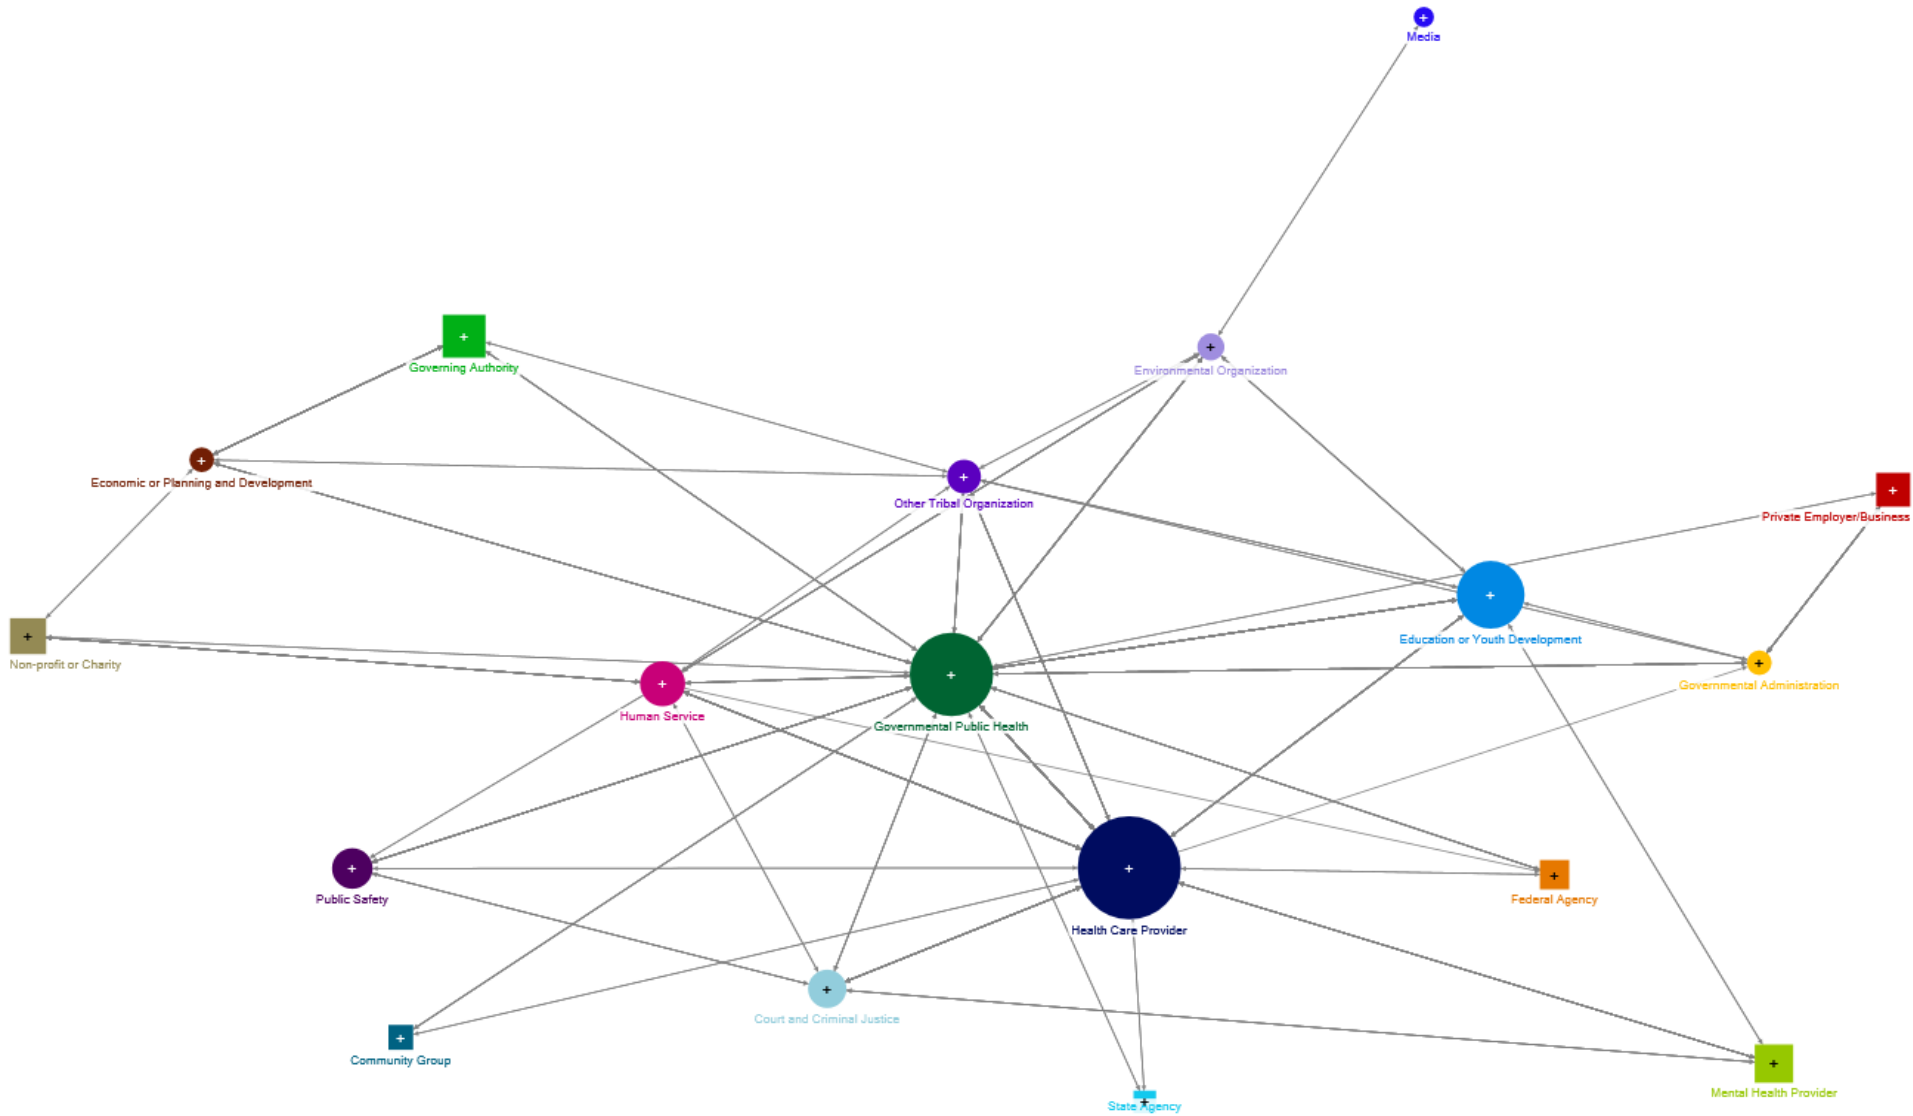 Media
Governing Authority
Environmental Organization
Economic or Planning and Development
Other Tribal Organization
Private Employer/Business
Education or Youth Development
Non-profit or Charity
Governmental Administration
Human Service
Governmental Public Health
Public Safety
Federal Agency
Health Care Provider
Court and Criminal Justice
Community Group
Mental Health Provider
State Agency